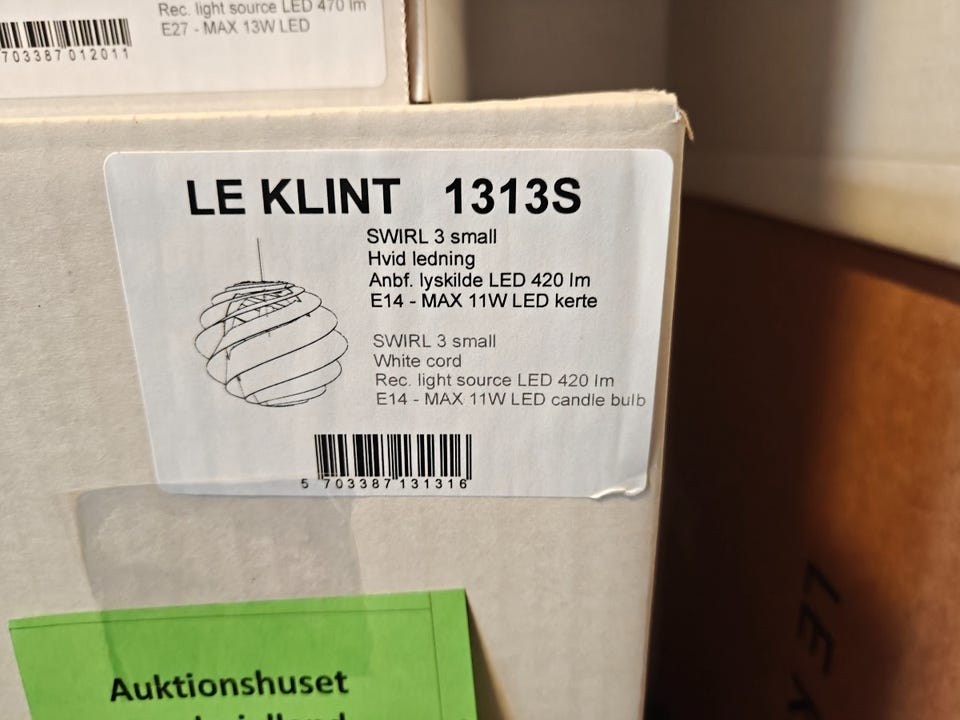 Rec. light source LED 470 lm
E27 - MAX 13W LED
703387012011
LE KLINT 1313S
SWIRL 3 small
Hvid ledning
Anbf. lyskilde LED 420 lm
E14 - MAX 11W LED kerte
SWIRL 3 small
White cord
Rec. light source LED 420 lm
E14 - MAX 11W LED candle bulb
5 703387 131316
Auktionshuset
LE